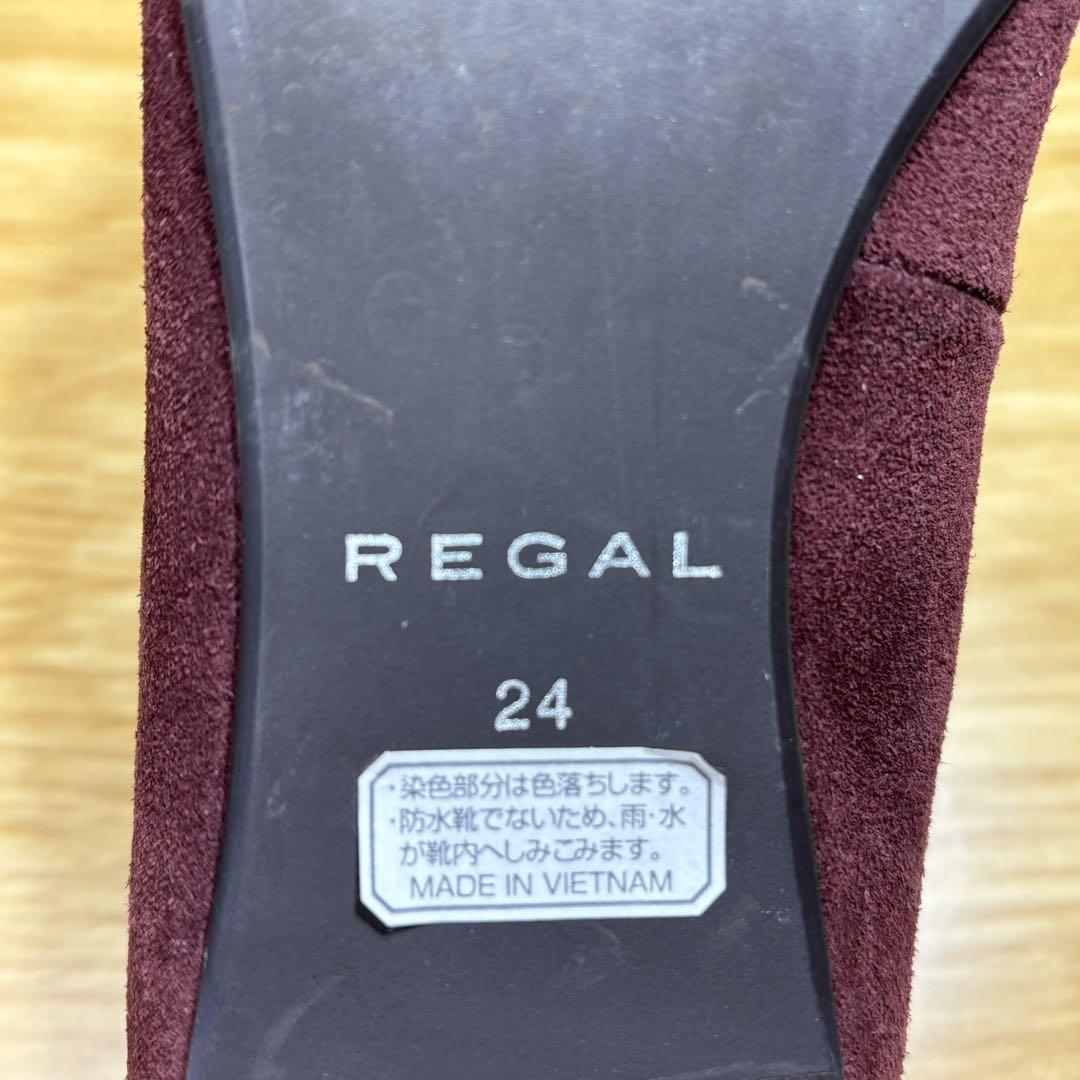 REGAL
24
・染色部分は色落ちします。
・防水靴でないため、雨・水
が靴内へしみこみます。
MADE IN VIETNAM